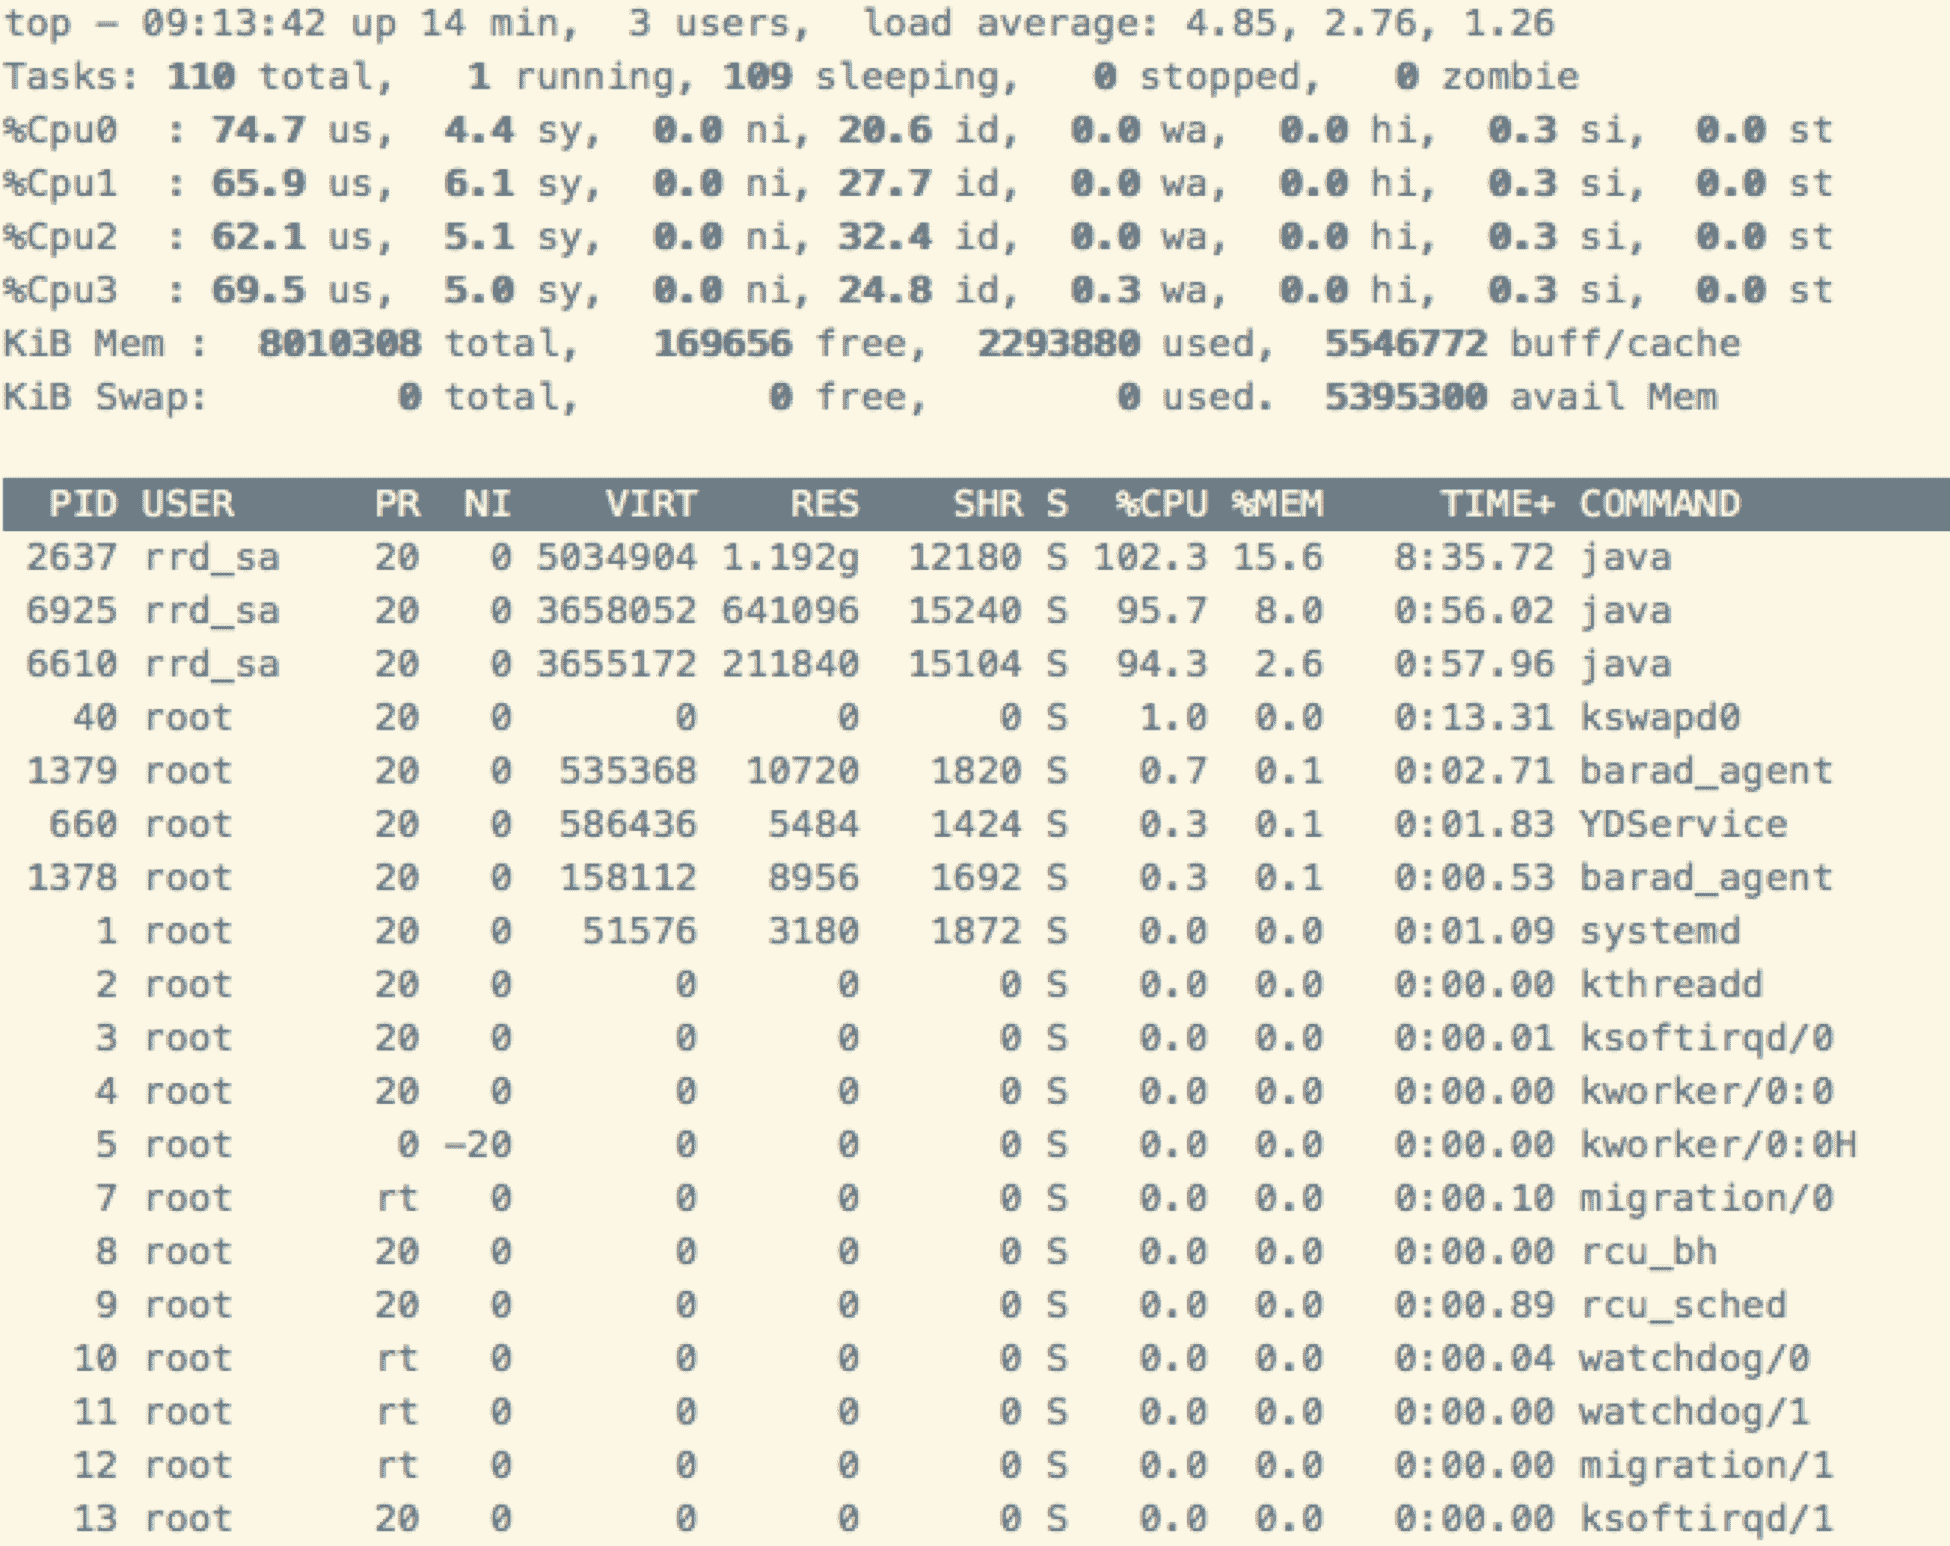 top – 09:13:42 up 14 min,  3 users,  load average: 4.85, 2.76, 1.26
Tasks: 110 total,   1 running, 109 sleeping,   0 stopped,   0 zombie
%Cpu0  : 74.7 us,  4.4 sy,  0.0 ni, 20.6 id,  0.0 wa,  0.0 hi,  0.3 si,  0.0 st
%Cpu1  : 65.9 us,  6.1 sy,  0.0 ni, 27.7 id,  0.0 wa,  0.0 hi,  0.3 si,  0.0 st
%Cpu2  : 62.1 us,  5.1 sy,  0.0 ni, 32.4 id,  0.0 wa,  0.0 hi,  0.3 si,  0.0 st
%Cpu3  : 69.5 us,  5.0 sy,  0.0 ni, 24.8 id,  0.3 wa,  0.0 hi,  0.3 si,  0.0 st
KiB Mem :  8010308 total,   169656 free,  2293880 used,  5546772 buff/cache
KiB Swap:        0 total,        0 free,        0 used.  5395300 avail Mem
PID USER      PR  NI    VIRT    RES    SHR S  %CPU %MEM     TIME+ COMMAND
2637 rrd_sa    20   0 5034904 1.192g  12180 S 102.3 15.6   8:35.72 java
6925 rrd_sa    20   0 3658052 641096  15240 S  95.7  8.0   0:56.02 java
6610 rrd_sa    20   0 3655172 211840  15104 S  94.3  2.6   0:57.96 java
40 root      20   0       0      0      0 S   1.0  0.0   0:13.31 kswapd0
1379 root      20   0  535368  10720   1820 S   0.7  0.1   0:02.71 barad_agent
660 root      20   0  586436   5484   1424 S   0.3  0.1   0:01.83 YDService
1378 root      20   0  158112   8956   1692 S   0.3  0.1   0:00.53 barad_agent
1 root      20   0   51576   3180   1872 S   0.0  0.0   0:01.09 systemd
2 root      20   0       0      0      0 S   0.0  0.0   0:00.00 kthreadd
3 root      20   0       0      0      0 S   0.0  0.0   0:00.01 ksoftirqd/0
4 root      20   0       0      0      0 S   0.0  0.0   0:00.00 kworker/0:0
5 root       0 –20       0      0      0 S   0.0  0.0   0:00.00 kworker/0:0H
7 root      rt   0       0      0      0 S   0.0  0.0   0:00.10 migration/0
8 root      20   0       0      0      0 S   0.0  0.0   0:00.00 rcu_bh
9 root      20   0       0      0      0 S   0.0  0.0   0:00.89 rcu_sched
10 root      rt   0       0      0      0 S   0.0  0.0   0:00.04 watchdog/0
11 root      rt   0       0      0      0 S   0.0  0.0   0:00.00 watchdog/1
12 root      rt   0       0      0      0 S   0.0  0.0   0:00.00 migration/1
13 root      20   0       0      0      0 S   0.0  0.0   0:00.00 ksoftirqd/1